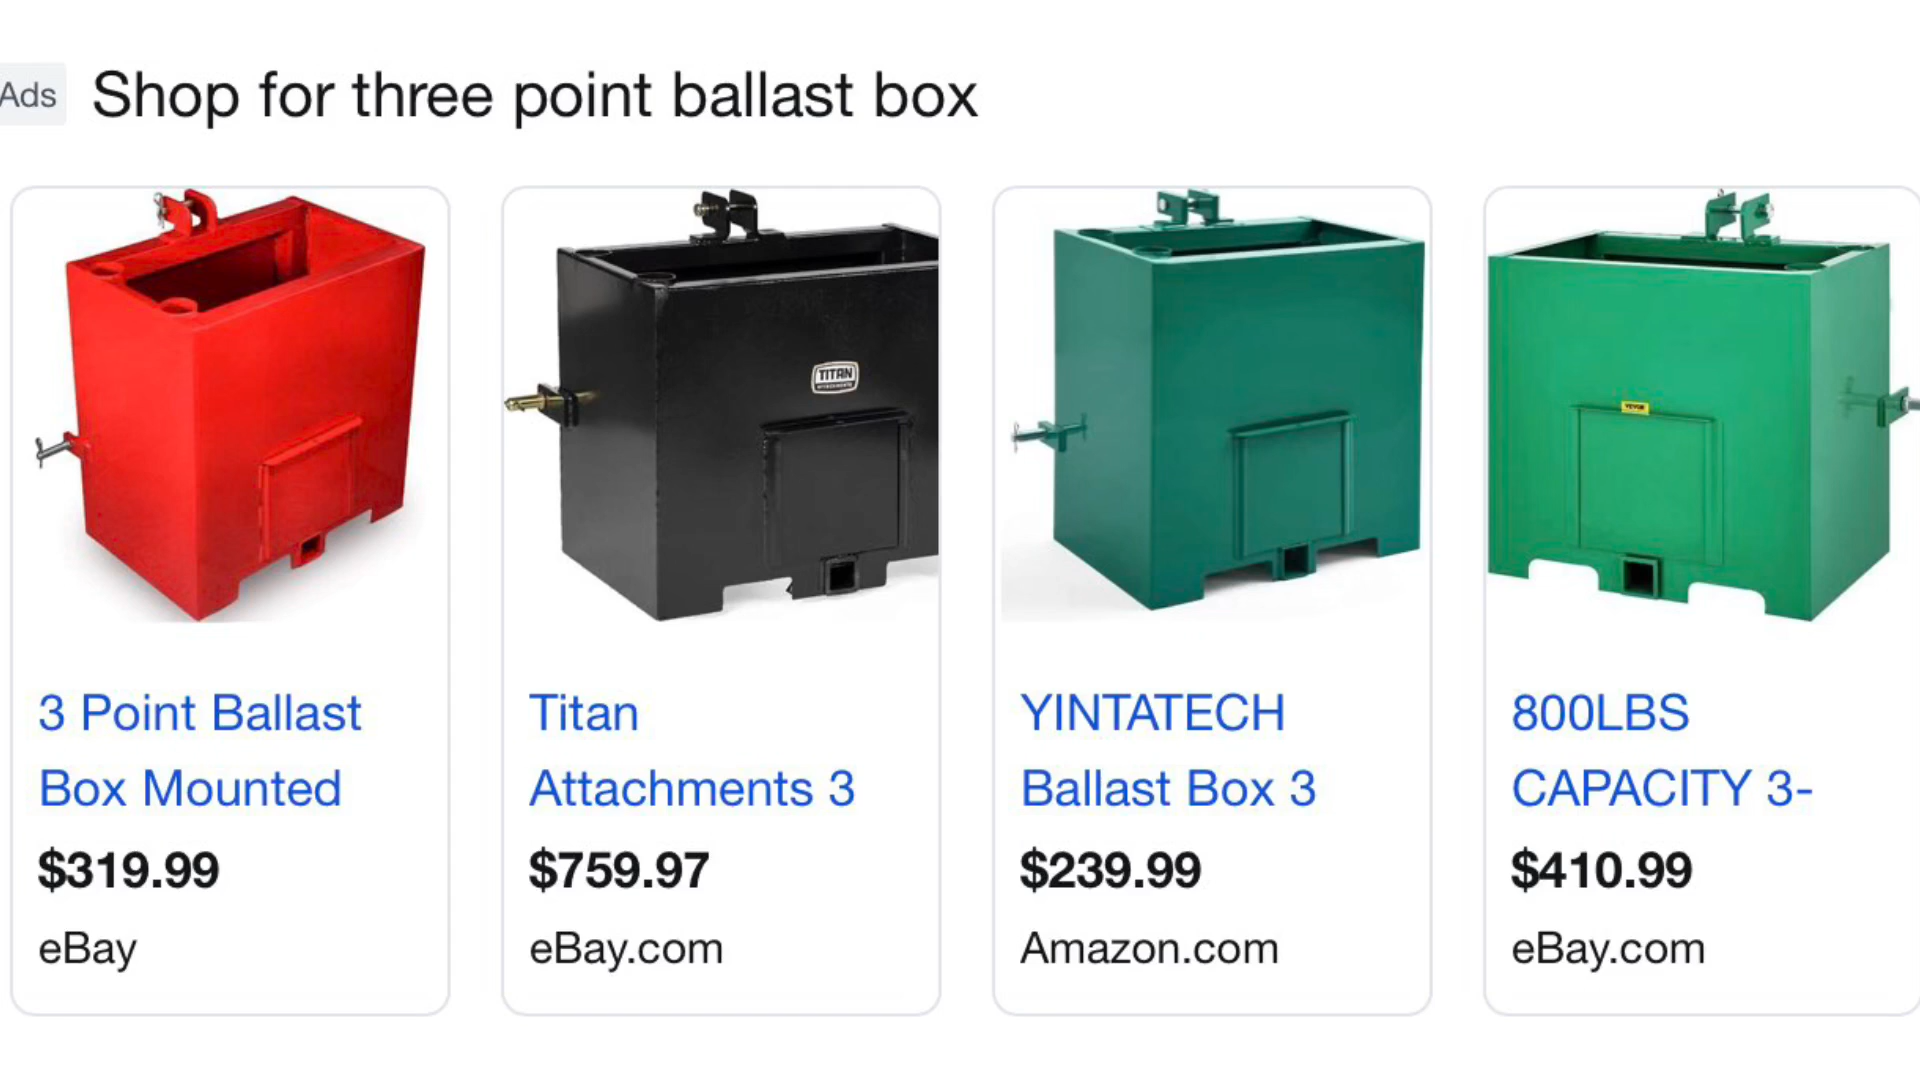 Ads
Shop for three point ballast box
TITAN
ATTACHMENTS
VEVOR
3 Point Ballast
Box Mounted
$319.99
eBay
Titan
Attachments 3
$759.97
eBay.com
YINTATECH
Ballast Box 3
$239.99
Amazon.com
800LBS
CAPACITY 3-
$410.99
eBay.com